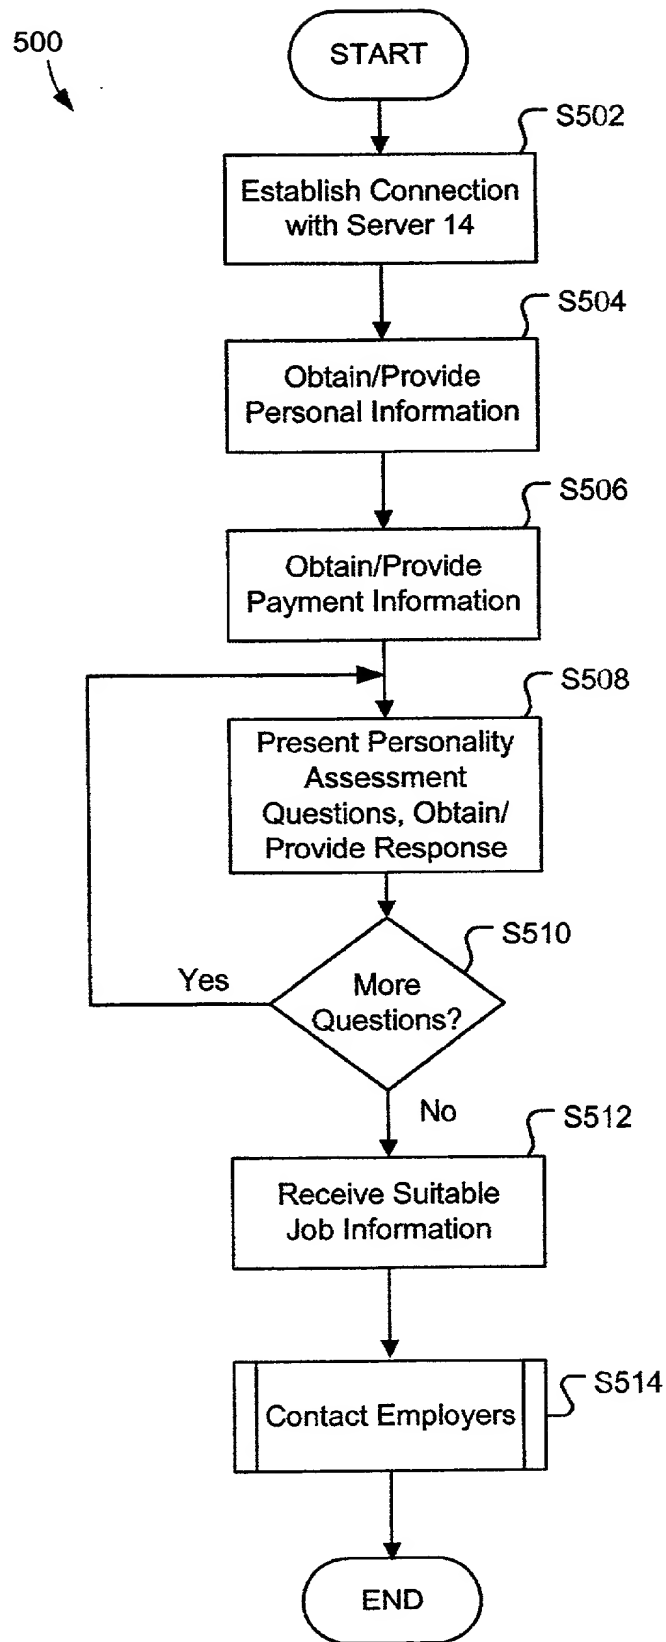 500
START
S502
Establish Connection
with Server 14
S504
Obtain/Provide
Personal Information
S506
Obtain/Provide
Payment Information
S508
Present Personality
Assessment
Questions, Obtain/
Provide Response
S510
Yes
More
Questions?
No
S512
Receive Suitable
Job Information
S514
Contact Employers
END